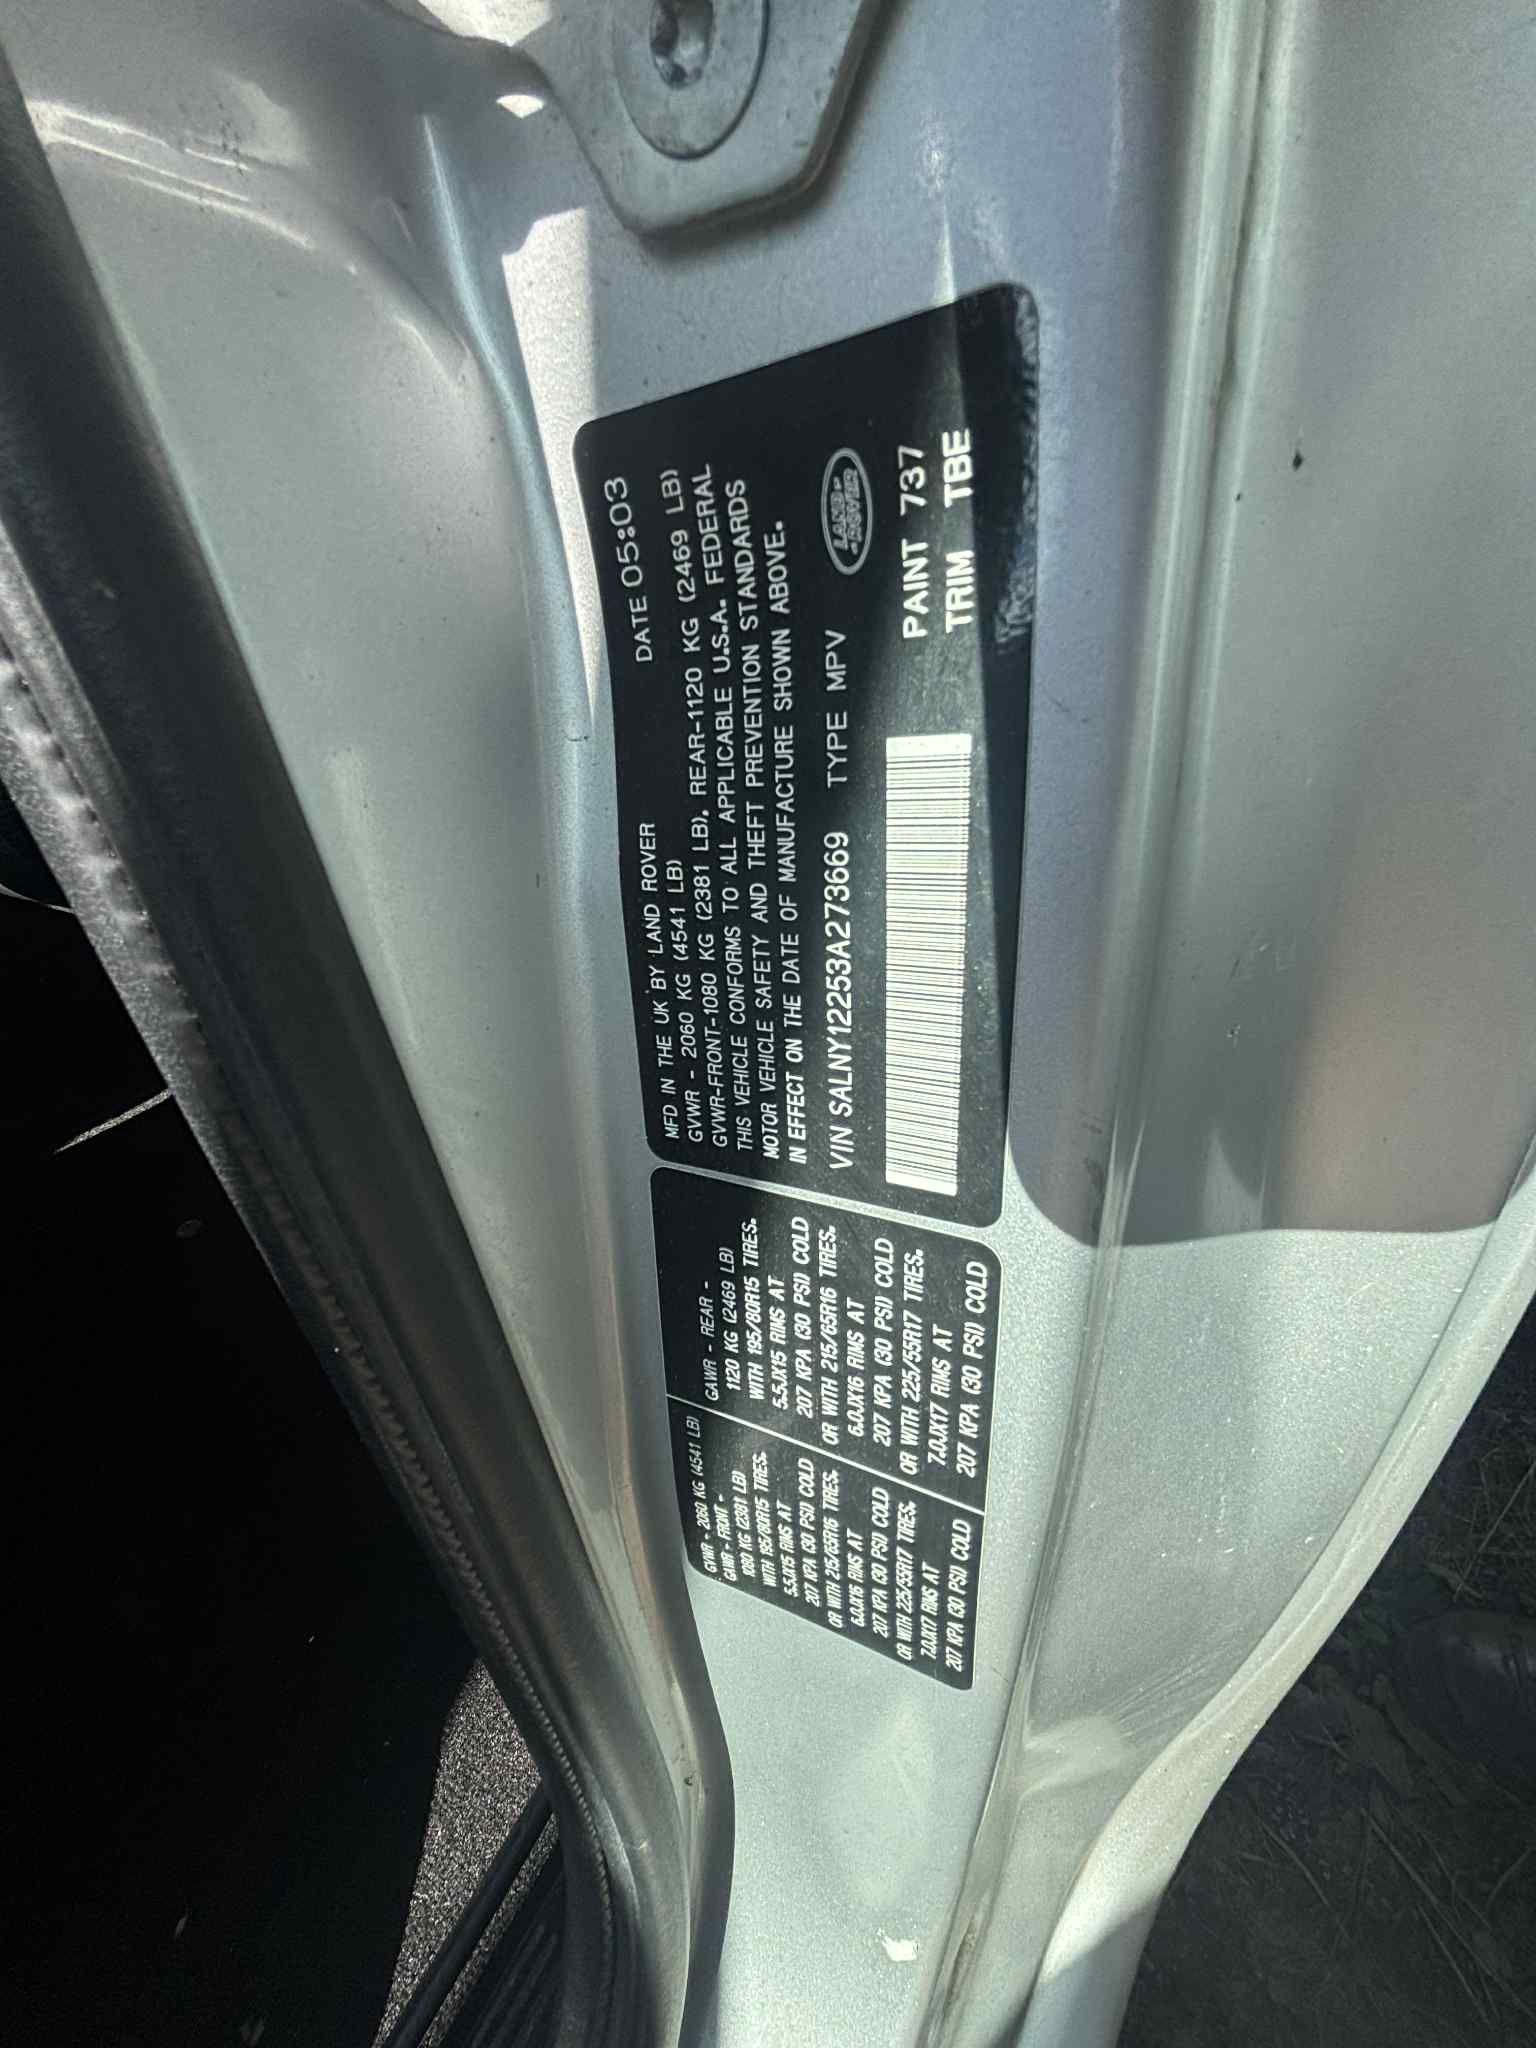 DATE 05:03
MFD IN THE UK BY LAND ROVER
GVWR - 2060 KG (4541 LB)
GVWR-FRONT-1080 KG (2381 LB), REAR-1120 KG (2469 LB)
THIS VEHICLE CONFORMS TO ALL APPLICABLE U.S.A. FEDERAL
MOTOR VEHICLE SAFETY AND THEFT PREVENTION STANDARDS
IN EFFECT ON THE DATE OF MANUFACTURE SHOWN ABOVE.
VIN SALNY12253A273669 TYPE MPV
LAND
ROVER
PAINT 737
TRIM TBE
GVWR - 2060 KG (4541 LB)
GAWR - FRONT -
1080 KG (2381 LB)
WITH 195/80R15 TIRES.
5.5JX15 RIMS AT
207 KPA (30 PSI) COLD
OR WITH 215/65R16 TIRES.
6.0JX16 RIMS AT
207 KPA (30 PSI) COLD
OR WITH 225/55R17 TIRES.
7.0JX17 RIMS AT
207 KPA (30 PSI) COLD
GAWR - REAR -
1120 KG (2469 LB)
WITH 195/80R15 TIRES.
5.5JX15 RIMS AT
207 KPA (30 PSI) COLD
OR WITH 215/65R16 TIRES.
6.0JX16 RIMS AT
207 KPA (30 PSI) COLD
OR WITH 225/55R17 TIRES.
7.0JX17 RIMS AT
207 KPA (30 PSI) COLD